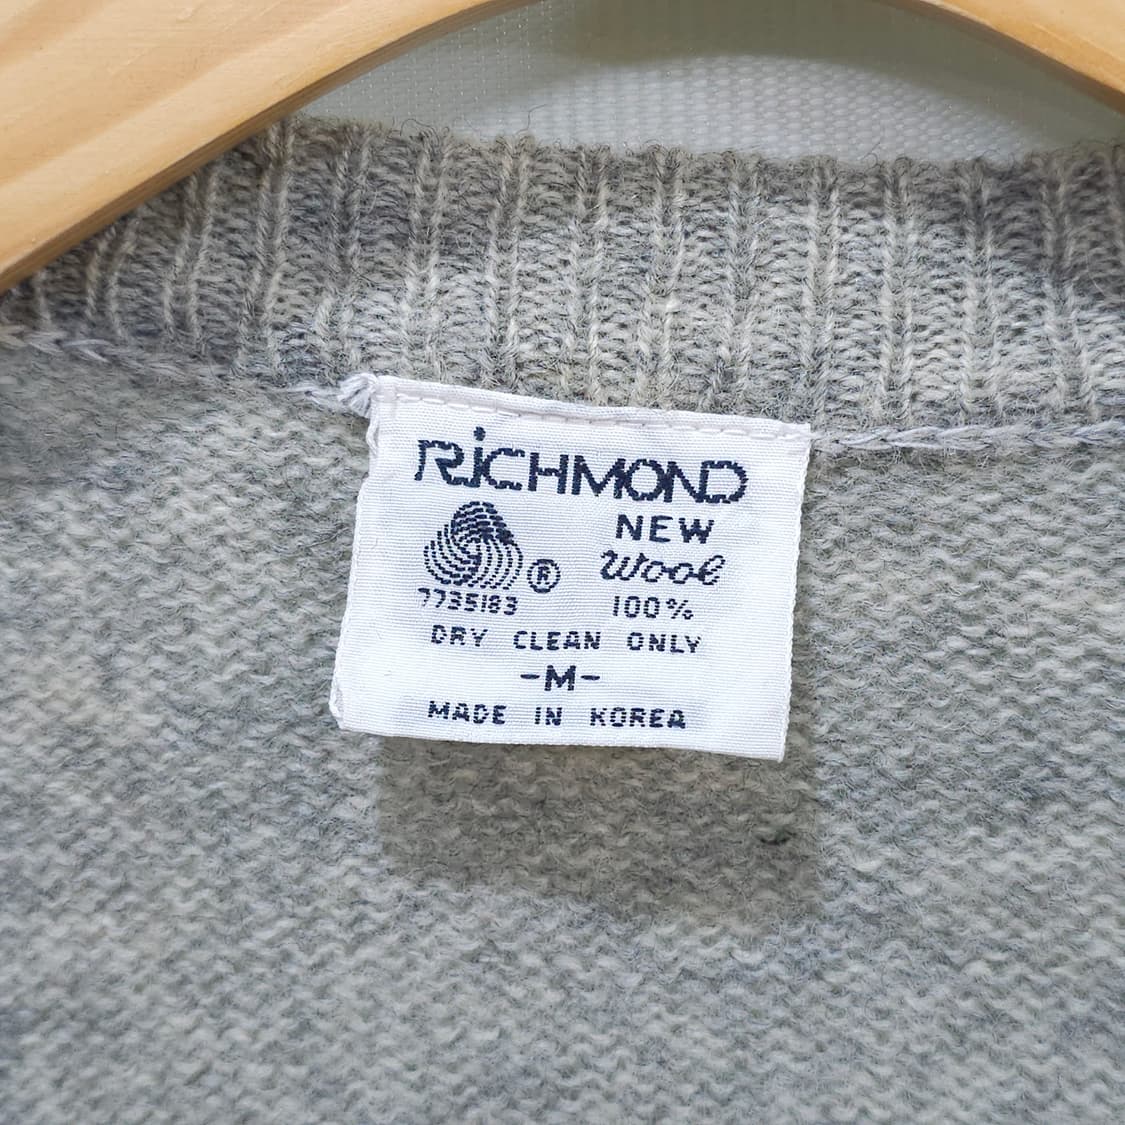 RiCHMOND
NEW
Wool
®
7735183 100%
DRY CLEAN ONLY
-M-
MADE IN KOREA